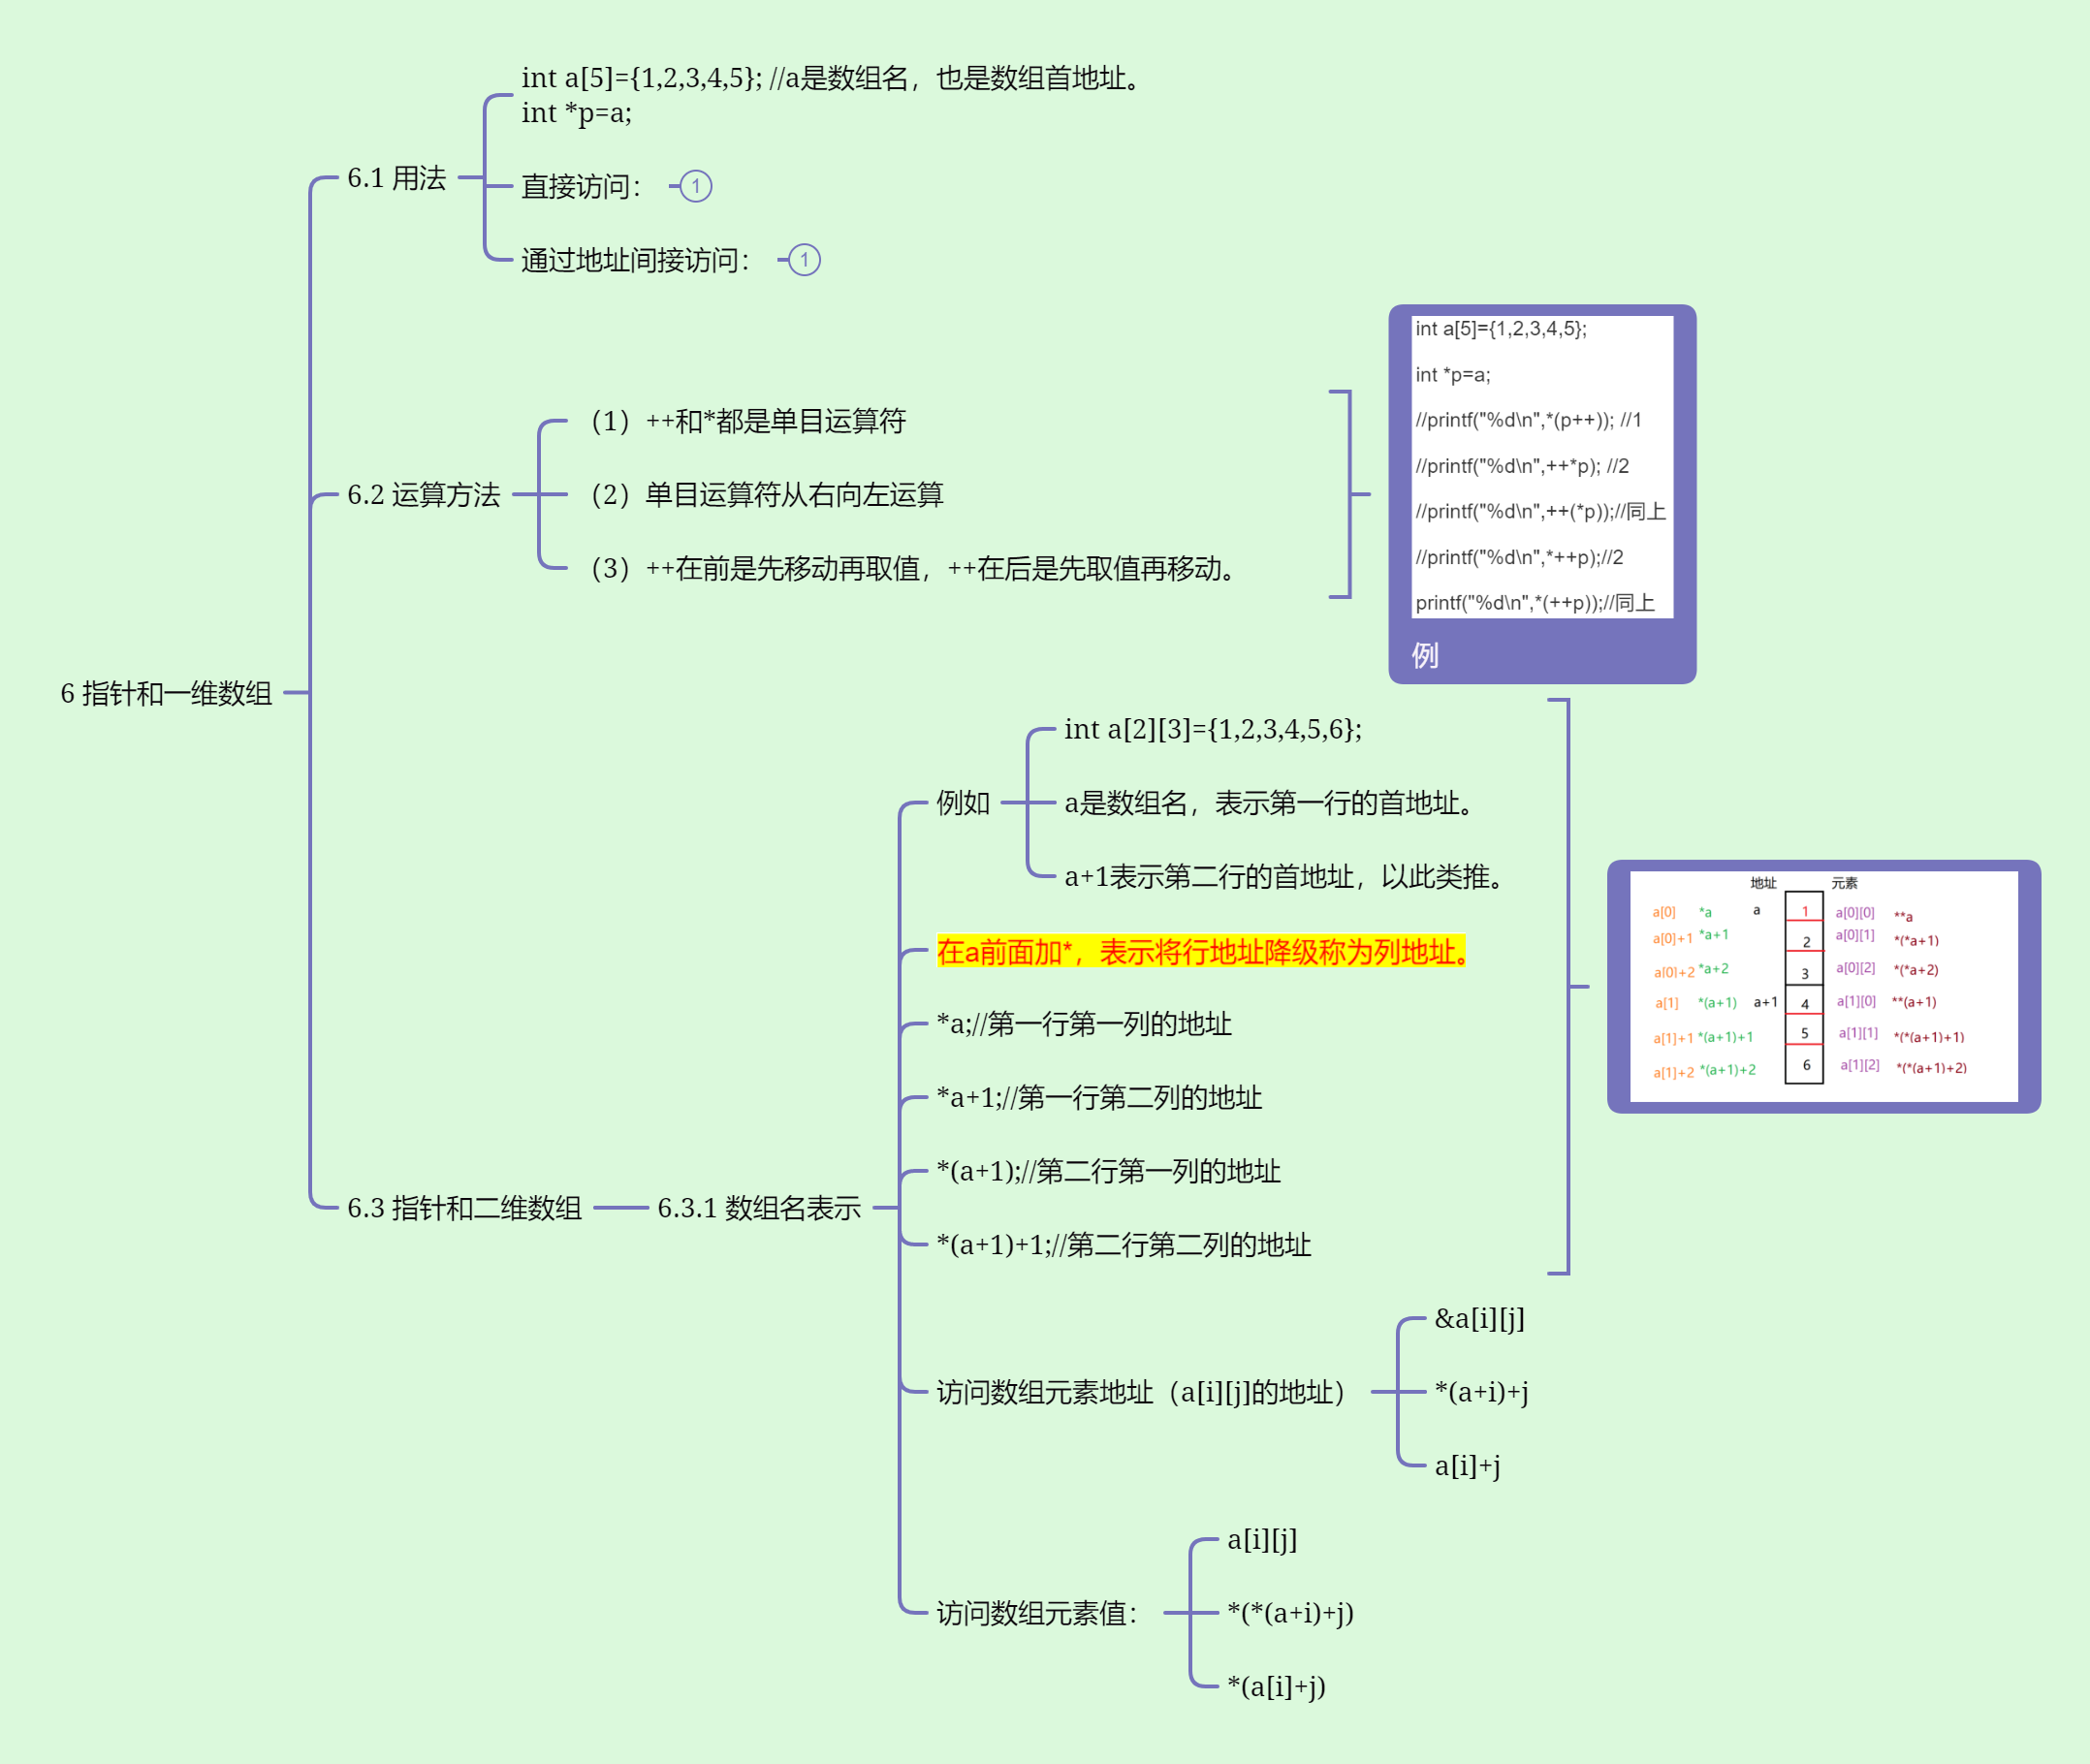 6 指针和一维数组
6.1 用法
int a[5]={1,2,3,4,5}; //a是数组名，也是数组首地址。
int *p=a;
直接访问：
1
通过地址间接访问：
1
6.2 运算方法
（1）++和*都是单目运算符
（2）单目运算符从右向左运算
（3）++在前是先移动再取值，++在后是先取值再移动。
int a[5]={1,2,3,4,5};
int *p=a;
//printf("%d\n",*(p++)); //1
//printf("%d\n",++*p); //2
//printf("%d\n",++(*p));//同上
//printf("%d\n",*++p);//2
printf("%d\n",*(++p));//同上
例
6.3 指针和二维数组
6.3.1 数组名表示
例如
int a[2][3]={1,2,3,4,5,6};
a是数组名，表示第一行的首地址。
a+1表示第二行的首地址，以此类推。
在a前面加*，表示将行地址降级称为列地址。
*a;//第一行第一列的地址
*a+1;//第一行第二列的地址
*(a+1);//第二行第一列的地址
*(a+1)+1;//第二行第二列的地址
地址 元素
a[0] *a a 1 a[0][0] **a
a[0]+1 *a+1 2 a[0][1] *(*a+1)
a[0]+2 *a+2 3 a[0][2] *(*a+2)
a[1] *(a+1) a+1 4 a[1][0] **(a+1)
a[1]+1 *(a+1)+1 5 a[1][1] *(*(a+1)+1)
a[1]+2 *(a+1)+2 6 a[1][2] *(*(a+1)+2)
访问数组元素地址（a[i][j]的地址）
&a[i][j]
*(a+i)+j
a[i]+j
访问数组元素值：
a[i][j]
*(*(a+i)+j)
*(a[i]+j)